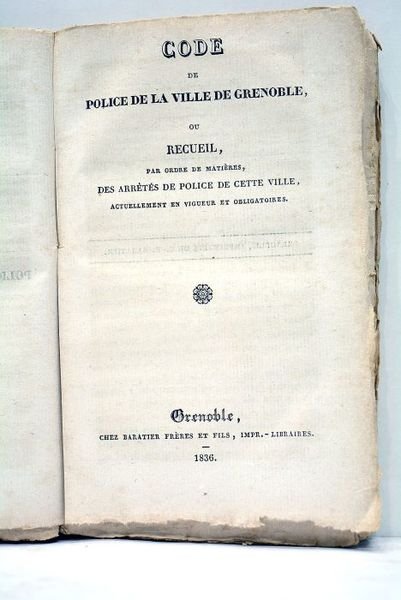 CODE
DE
POLICE DE LA VILLE DE GRENOBLE,
OU
RECUEIL,
PAR ORDRE DE MATIÈRES,
DES ARRÊTÉS DE POLICE DE CETTE VILLE,
ACTUELLEMENT EN VIGUEUR ET OBLIGATOIRES.
Grenoble,
CHEZ BARATIER FRÈRES ET FILS, IMPR.-LIBRAIRES.
—
1836.